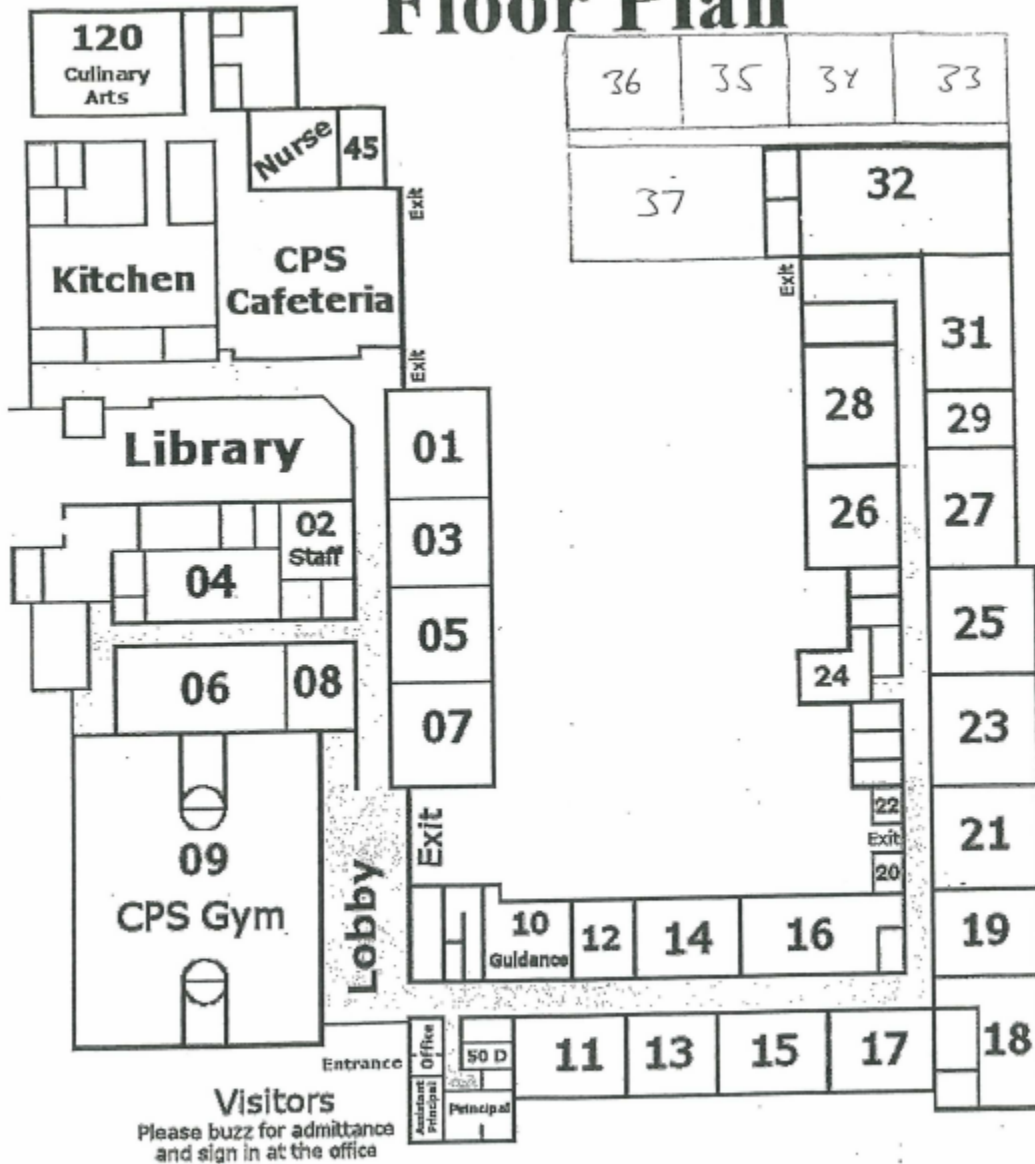 Floor Plan
120
Culinary
Arts
36
35
34
33
Nurse
45
37
32
Exit
Kitchen
CPS
Cafeteria
Exit
31
Exit
28
29
01
Library
26
27
02
Staff
03
04
25
05
24
06
08
23
07
22
21
Exit
Exit
20
09
CPS Gym
Lobby
10
Guidance
12
14
16
19
Entrance
Office
50 D
11
13
15
17
18
Assistant
Principal
Principal
Visitors
Please buzz for admittance
and sign in at the office